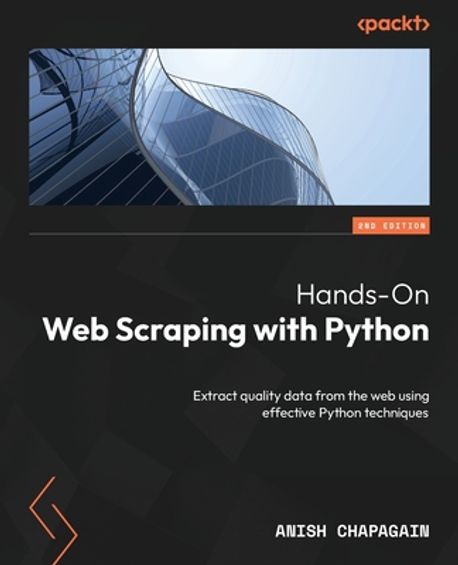 <packt>
2ND EDITION
Hands-On
Web Scraping with Python
Extract quality data from the web using
effective Python techniques
ANISH CHAPAGAIN